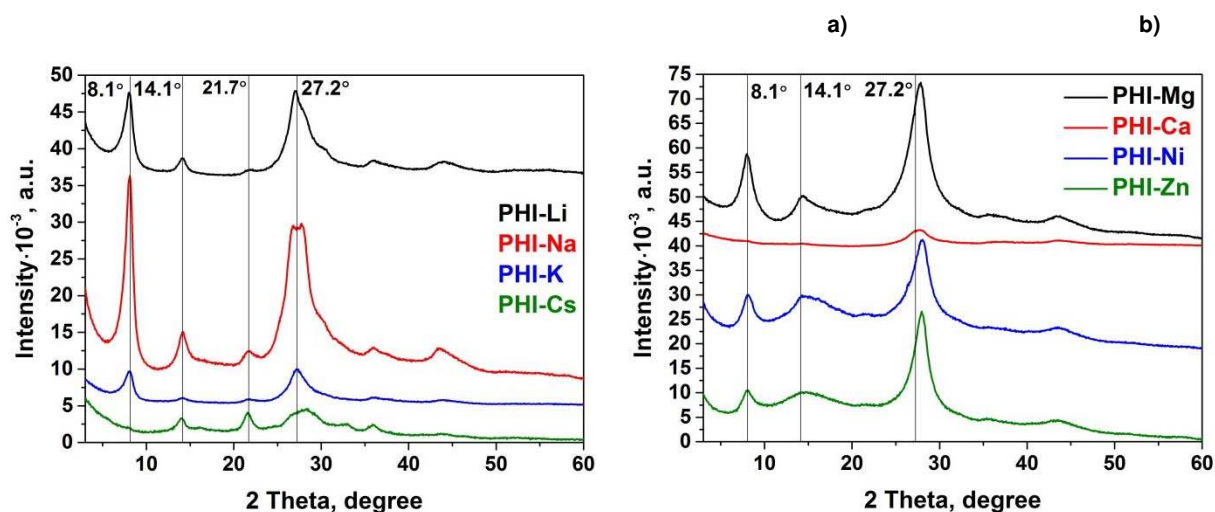 a) b)
8.1° 14.1° 21.7° 27.2°
50
45
40
35
30
25
20
15
10
5
0
Intensity·10⁻³, a.u.
PHI-Li
PHI-Na
PHI-K
PHI-Cs
10 20 30 40 50 60
2 Theta, degree
8.1° 14.1° 27.2°
75
70
65
60
55
50
45
40
35
30
25
20
15
10
5
0
Intensity·10⁻³, a.u.
PHI-Mg
PHI-Ca
PHI-Ni
PHI-Zn
10 20 30 40 50 60
2 Theta, degree